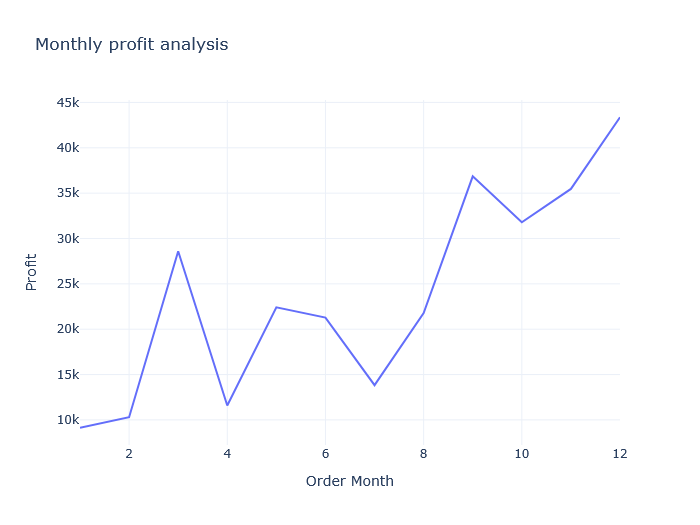 Monthly profit analysis
45k
40k
35k
30k
25k
20k
15k
10k
Profit
2 4 6 8 10 12
Order Month